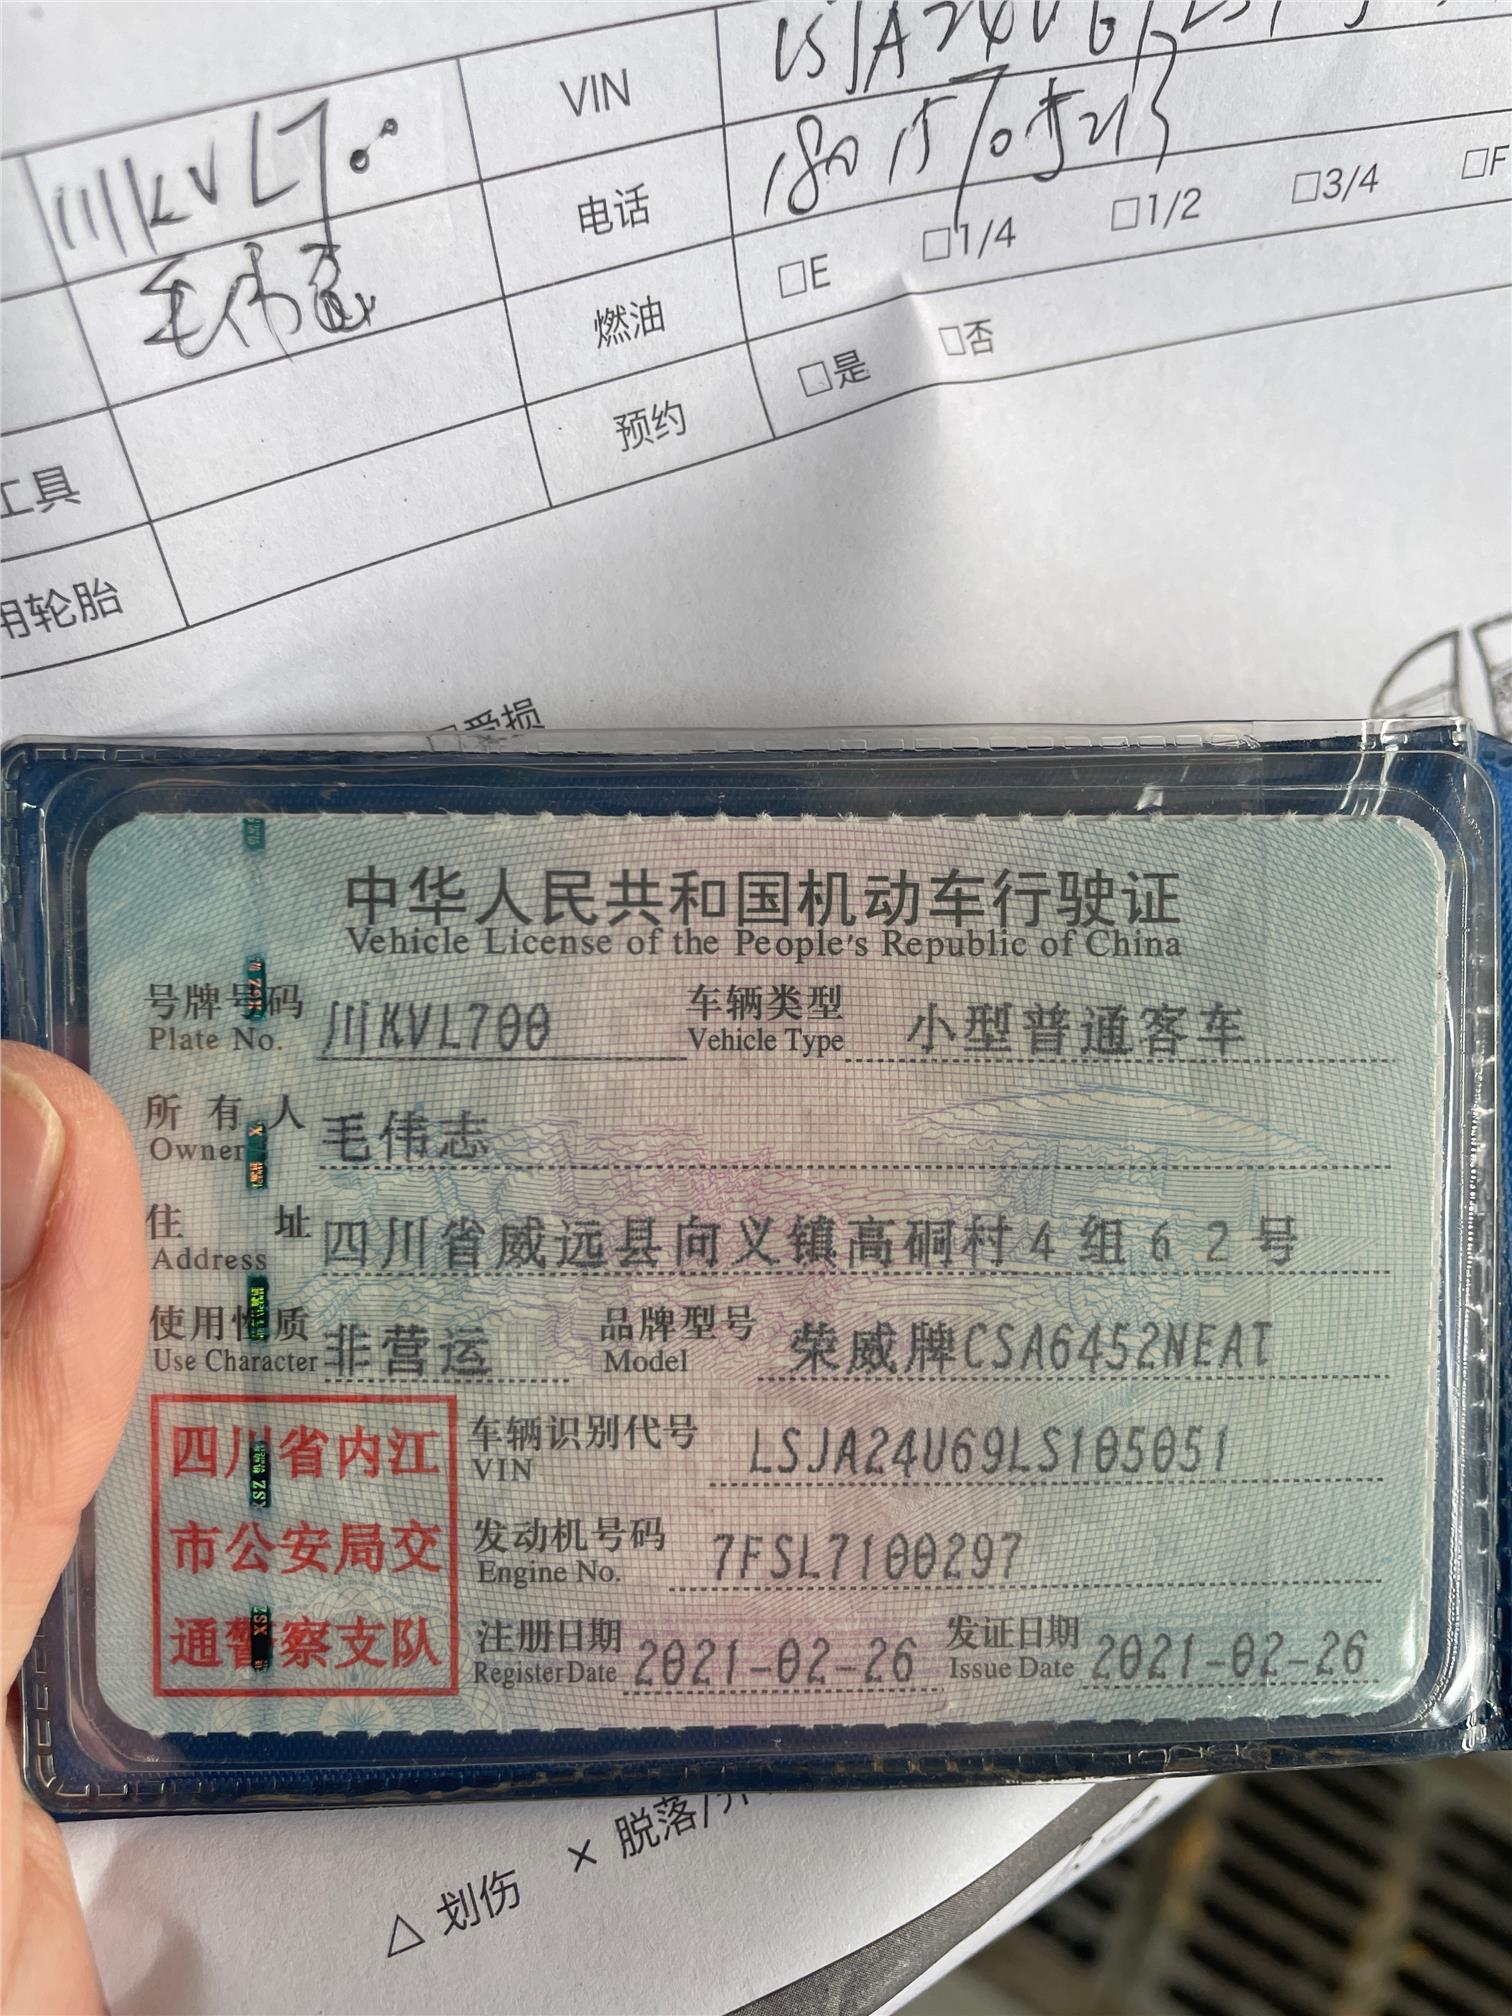 川KVL700 VIN LSJA24U6
毛伟志 电话
燃油 □E □1/4 □1/2 □3/4 □F
工具 预约 □是 □否
用轮胎
受损
中华人民共和国机动车行驶证
Vehicle License of the People's Republic of China
号牌号码 川KVL700 车辆类型 小型普通客车
Plate No. Vehicle Type
所有人 毛伟志
Owner
住址 四川省威远县向义镇高硐村4组62号
Address
使用性质 非营运 品牌型号 荣威牌CSA6452NEAT
Use Character Model
四川省内江
市公安局交
通警察支队
车辆识别代号 LSJA24U69LS105051
VIN
发动机号码 7FSL7100297
Engine No.
注册日期 2021-02-26 发证日期 2021-02-26
Register Date Issue Date
△ 划伤 × 脱落/